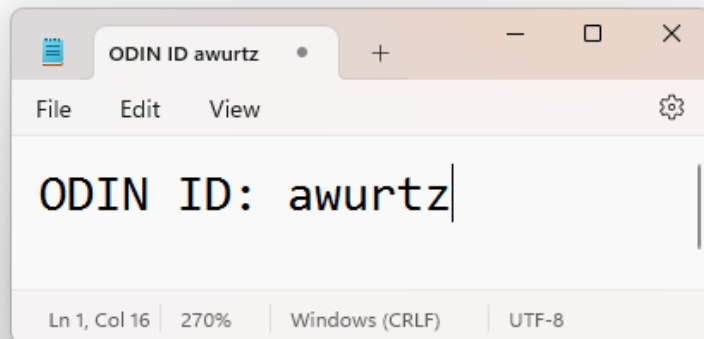 ODIN ID awurtz
File Edit View
ODIN ID: awurtz
Ln 1, Col 16 270% Windows (CRLF) UTF-8